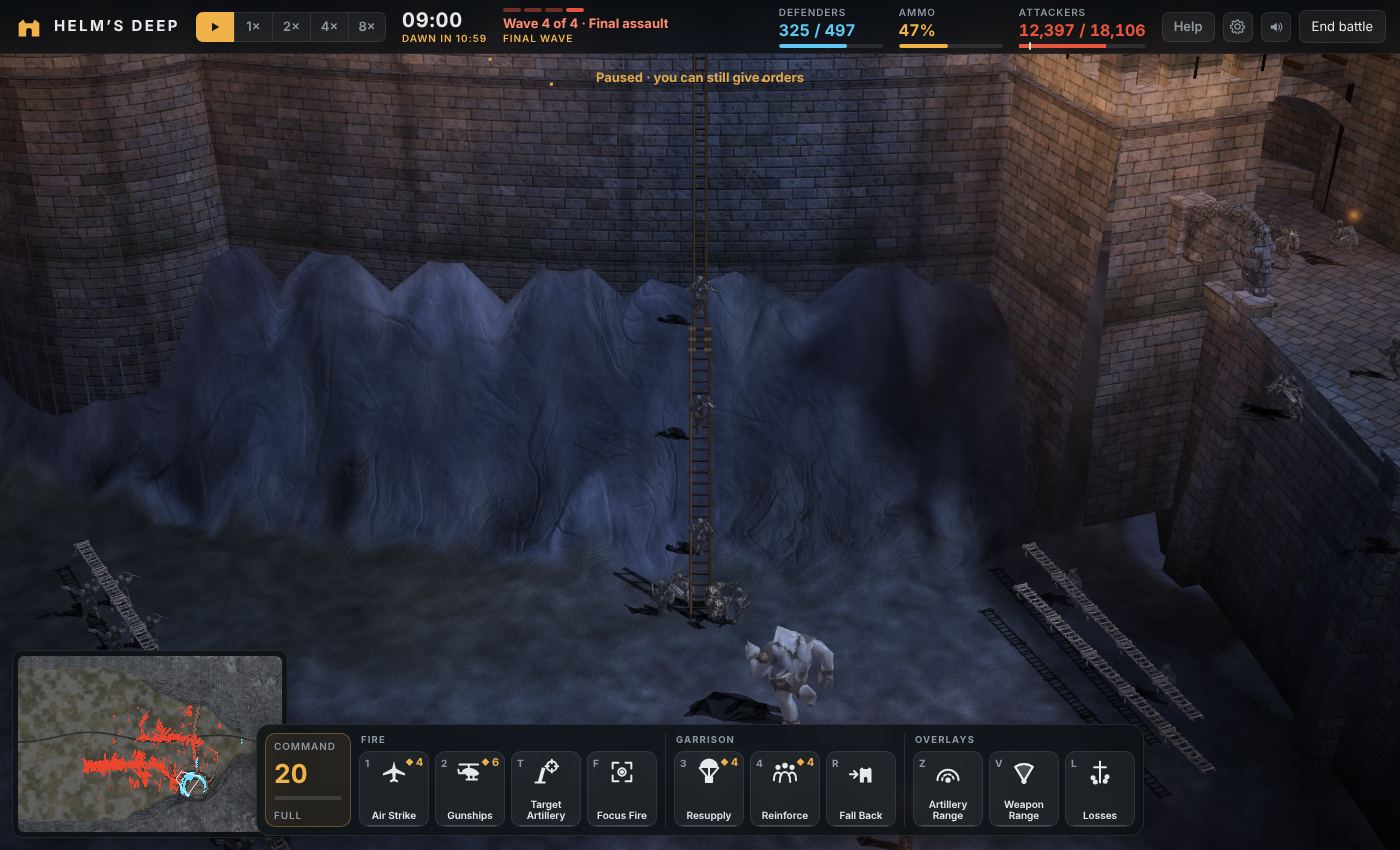 HELM'S DEEP
1×
2×
4×
8×
09:00
DAWN IN 10:59
Wave 4 of 4 · Final assault
FINAL WAVE
DEFENDERS
325 / 497
AMMO
47%
ATTACKERS
12,397 / 18,106
Help
End battle
Paused · you can still give orders
COMMAND
20
FULL
FIRE
1
4
Air Strike
2
6
Gunships
T
Target
Artillery
F
Focus Fire
GARRISON
3
4
Resupply
4
4
Reinforce
R
Fall Back
OVERLAYS
Z
Artillery
Range
V
Weapon
Range
L
Losses